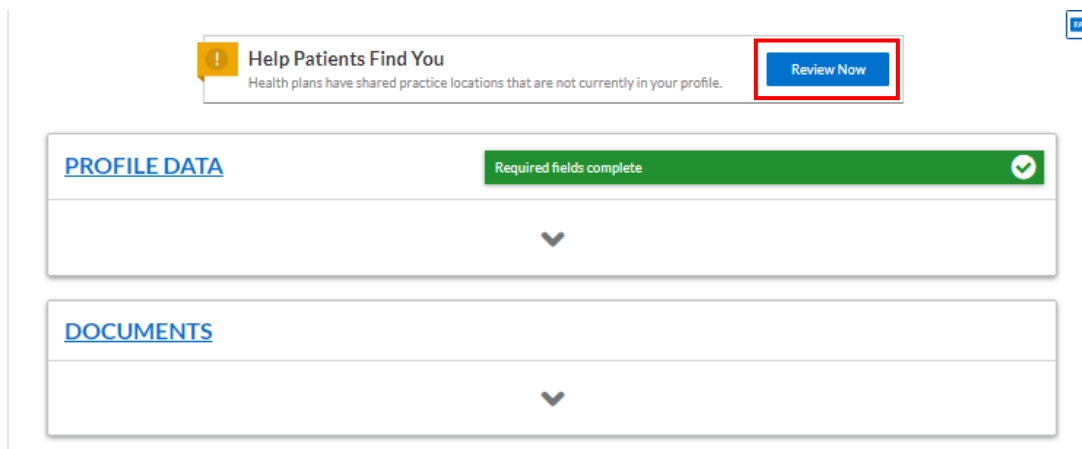 Help Patients Find You
Health plans have shared practice locations that are not currently in your profile.
Review Now
PROFILE DATA
Required fields complete
DOCUMENTS